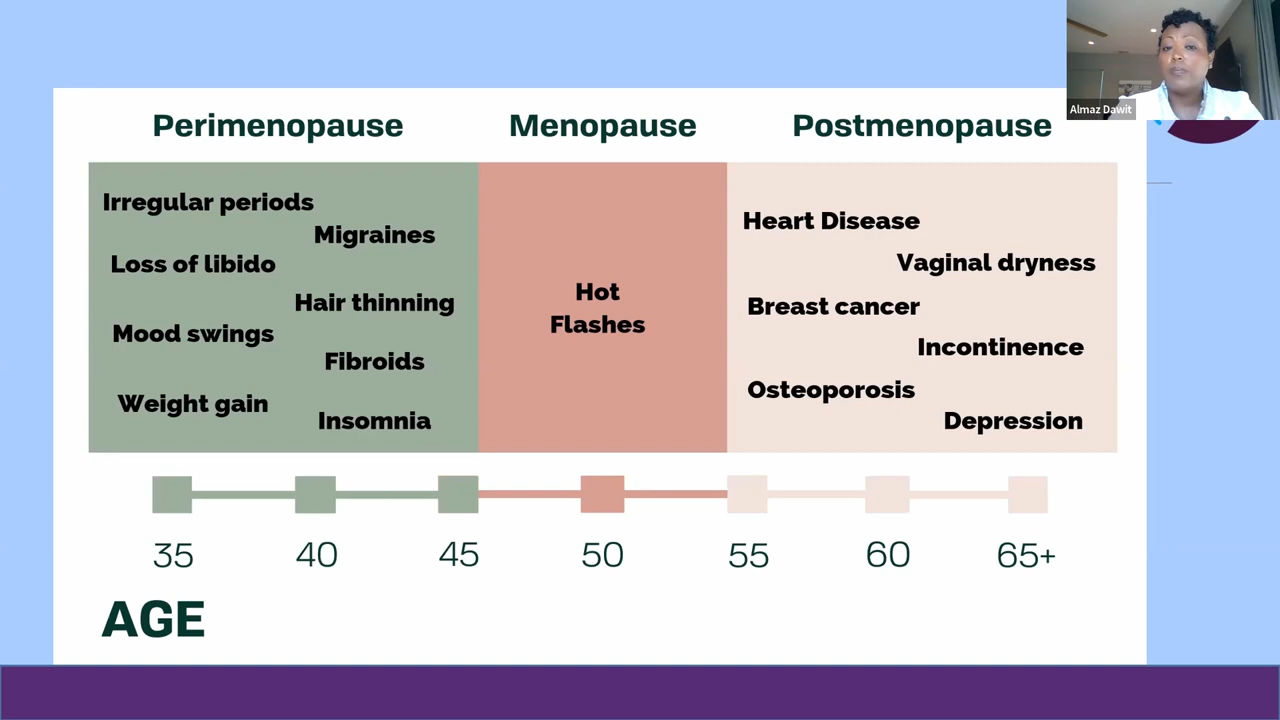 Almaz Dawit
Perimenopause
Menopause
Postmenopause
Irregular periods
Migraines
Loss of libido
Hair thinning
Mood swings
Fibroids
Weight gain
Insomnia
Hot
Flashes
Heart Disease
Vaginal dryness
Breast cancer
Incontinence
Osteoporosis
Depression
35 40 45 50 55 60 65+
AGE